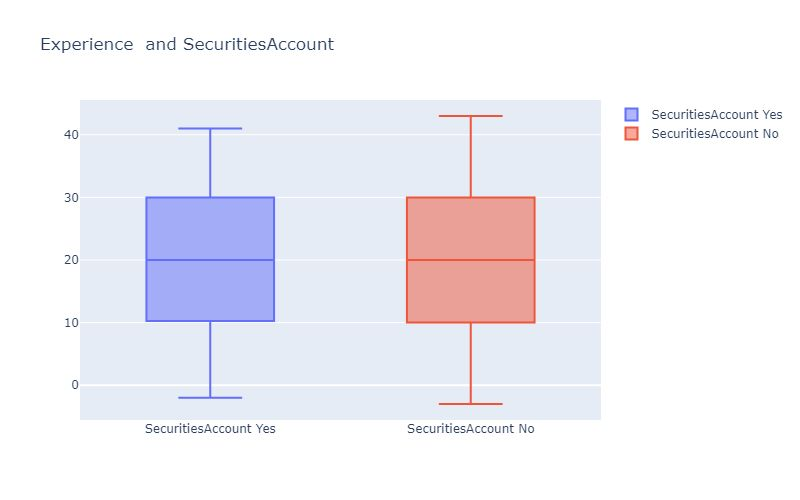 Experience  and SecuritiesAccount
SecuritiesAccount Yes
SecuritiesAccount No
40
30
20
10
0
SecuritiesAccount Yes
SecuritiesAccount No